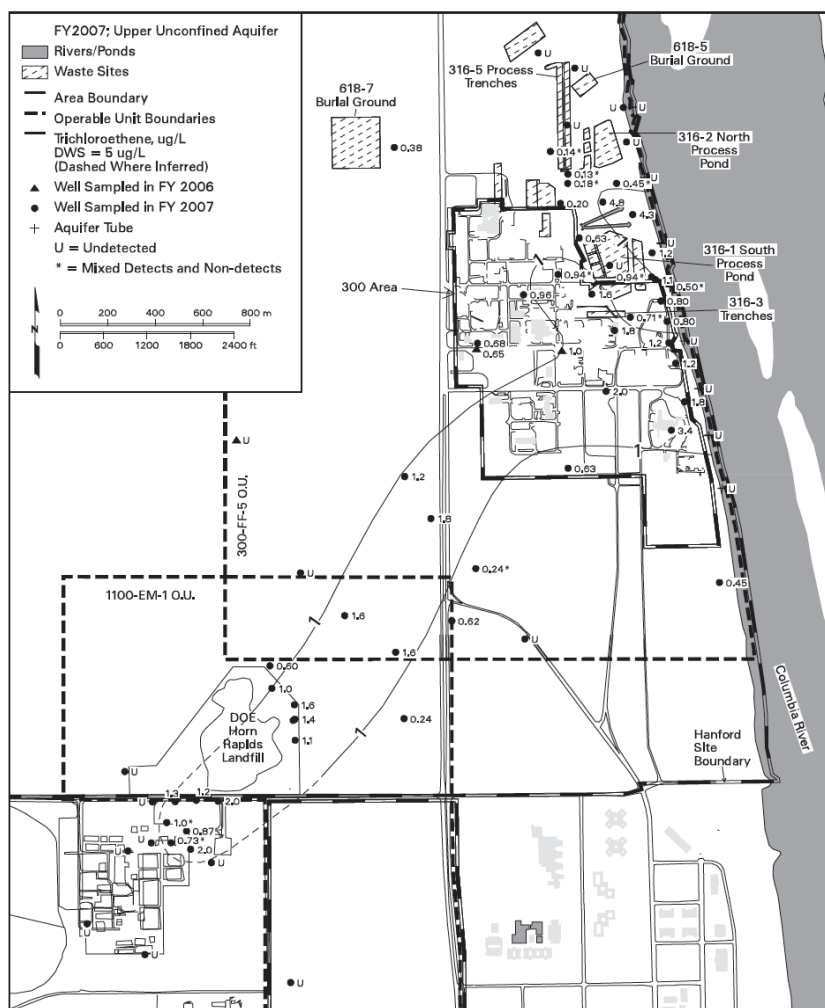 FY2007; Upper Unconfined Aquifer
Rivers/Ponds
Waste Sites
Area Boundary
Operable Unit Boundaries
Trichloroethene, ug/L
DWS = 5 ug/L
(Dashed Where Inferred)
Well Sampled in FY 2006
Well Sampled in FY 2007
Aquifer Tube
U = Undetected
* = Mixed Detects and Non-detects
N
0 200 400 600 800 m
0 600 1200 1800 2400 ft
618-7
Burial Ground
0.38
U
618-5
Burial Ground
316-5 Process
Trenches
U
U
U
316-2 North
Process
Pond
U
0.14*
0.13*
0.18*
0.45*
0.20
4.8
4.3
U
0.63
1.2
U
316-1 South
Process
Pond
U
1
0.94*
0.94*
1.1
0.50*
300 Area
0.96
1.6
0.80
316-3
Trenches
0.71*
0.80
1.8
U
0.68
0.65
1.0
1.2
1.2
U
2.0
1.8
U
3.4
U
U
1
0.63
1.2
U
1.8
300-FF-5 O.U.
U
0.24*
0.45
1100-EM-1 O.U.
1
1.6
0.62
U
1.6
0.60
1.0
1.6
1.4
1.1
DOE
Horn
Rapids
Landfill
0.24
1
Columbia River
Hanford
Site
Boundary
U
1.3
1.2
U
2.0
1.0*
0.87*
U
0.73*
U
2.0
U
U
U
U